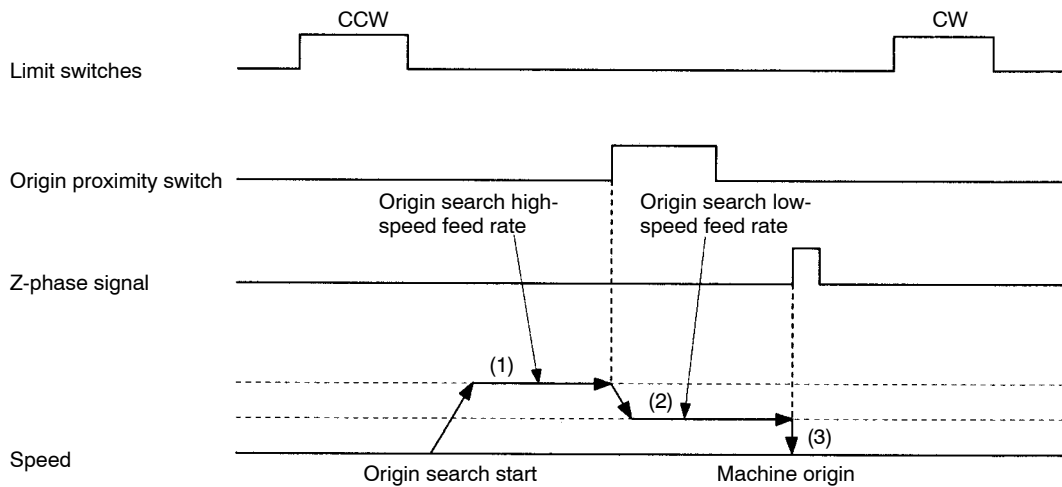 CCW
CW
Limit switches
Origin proximity switch
Origin search high-
speed feed rate
Origin search low-
speed feed rate
Z-phase signal
(1)
(2)
(3)
Speed
Origin search start
Machine origin